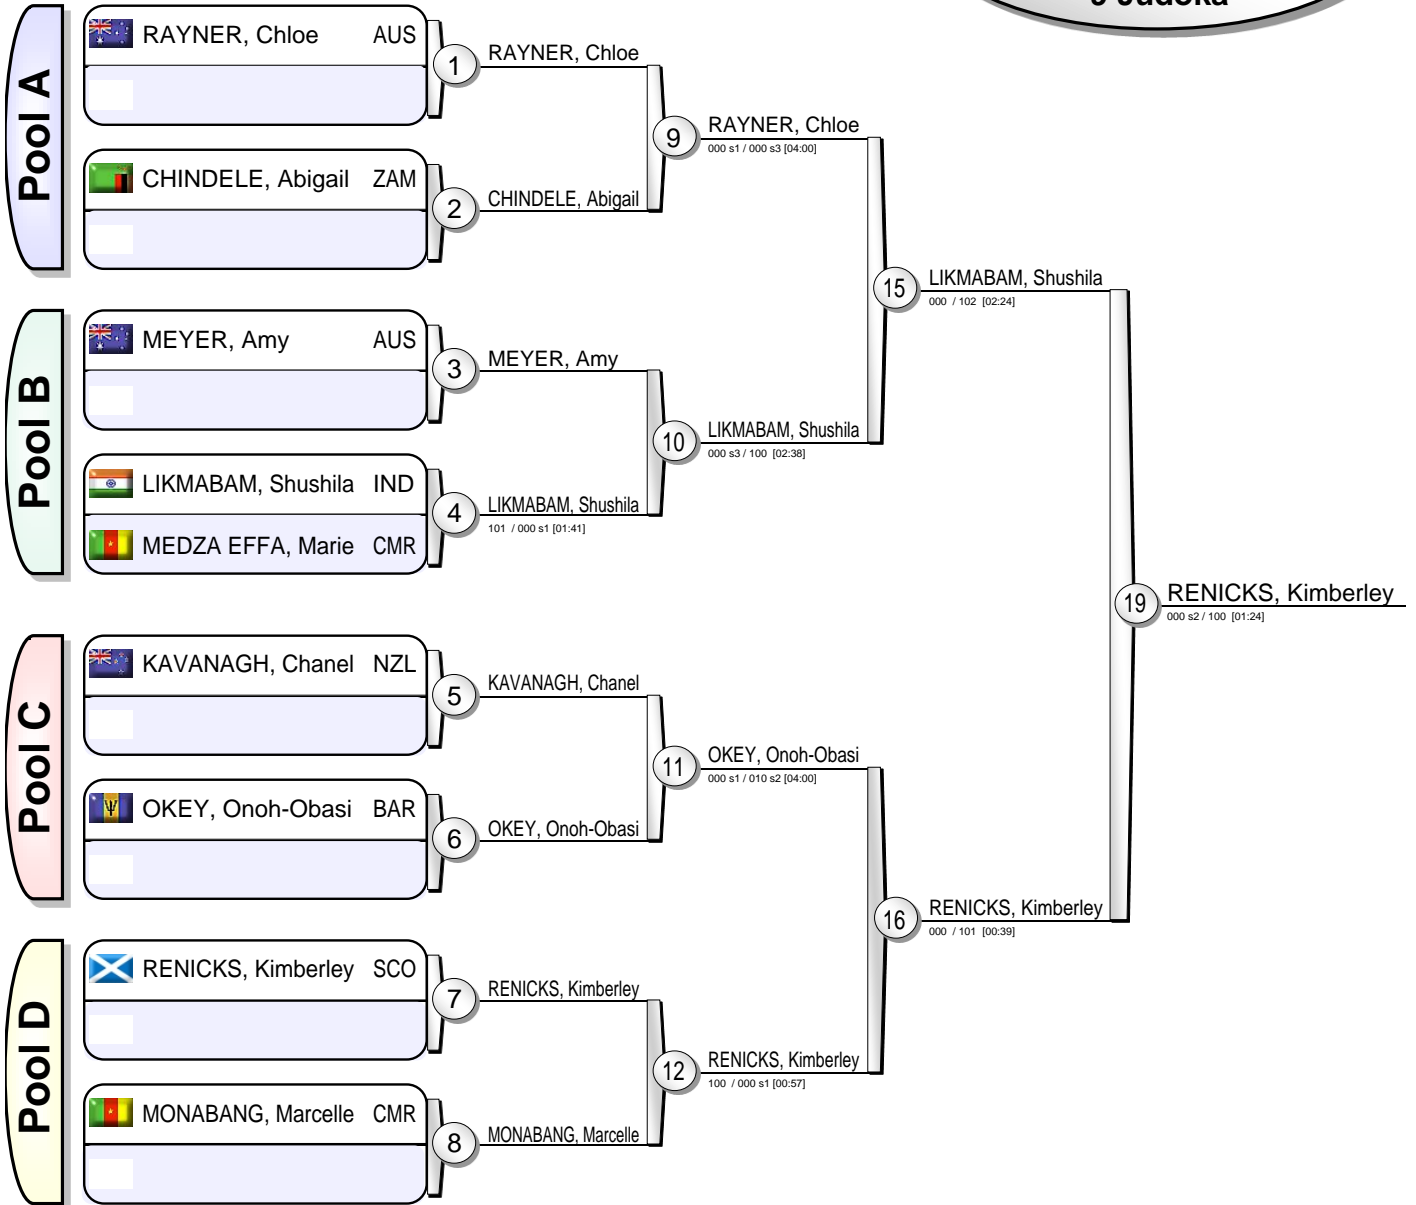 9 Judoka
Pool A
RAYNER, Chloe AUS
1
RAYNER, Chloe
CHINDELE, Abigail ZAM
2
CHINDELE, Abigail
9
RAYNER, Chloe
000 s1 / 000 s3 [04:00]
Pool B
MEYER, Amy AUS
3
MEYER, Amy
LIKMABAM, Shushila IND
MEDZA EFFA, Marie CMR
4
LIKMABAM, Shushila
101 / 000 s1 [01:41]
10
LIKMABAM, Shushila
000 s3 / 100 [02:38]
15
LIKMABAM, Shushila
000 / 102 [02:24]
Pool C
KAVANAGH, Chanel NZL
5
KAVANAGH, Chanel
OKEY, Onoh-Obasi BAR
6
OKEY, Onoh-Obasi
11
OKEY, Onoh-Obasi
000 s1 / 010 s2 [04:00]
Pool D
RENICKS, Kimberley SCO
7
RENICKS, Kimberley
MONABANG, Marcelle CMR
8
MONABANG, Marcelle
12
RENICKS, Kimberley
100 / 000 s1 [00:57]
16
RENICKS, Kimberley
000 / 101 [00:39]
19
RENICKS, Kimberley
000 s2 / 100 [01:24]